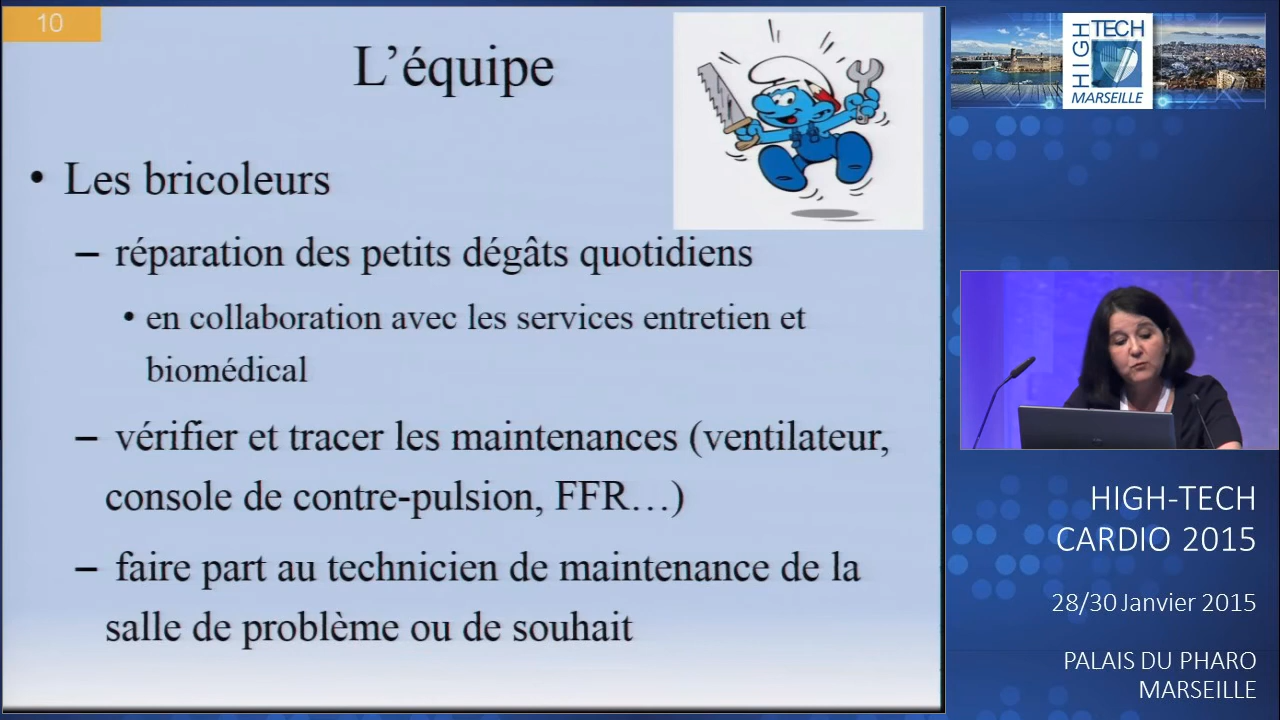 10
L'équipe
• Les bricoleurs
– réparation des petits dégâts quotidiens
• en collaboration avec les services entretien et
biomédical
– vérifier et tracer les maintenances (ventilateur,
console de contre-pulsion, FFR…)
– faire part au technicien de maintenance de la
salle de problème ou de souhait
HIGH
TECH
MARSEILLE
HIGH-TECH
CARDIO 2015
28/30 Janvier 2015
PALAIS DU PHARO
MARSEILLE